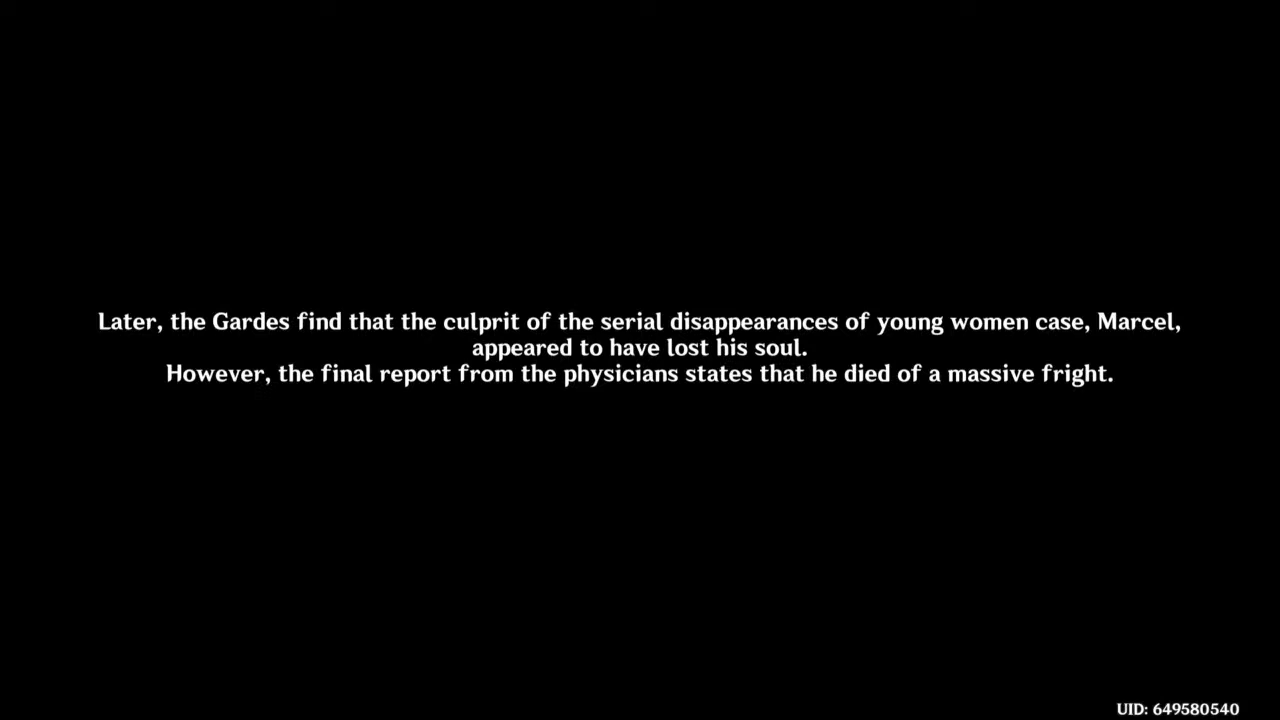 Later, the Gardes find that the culprit of the serial disappearances of young women case, Marcel,
appeared to have lost his soul.
However, the final report from the physicians states that he died of a massive fright.
UID: 649580540